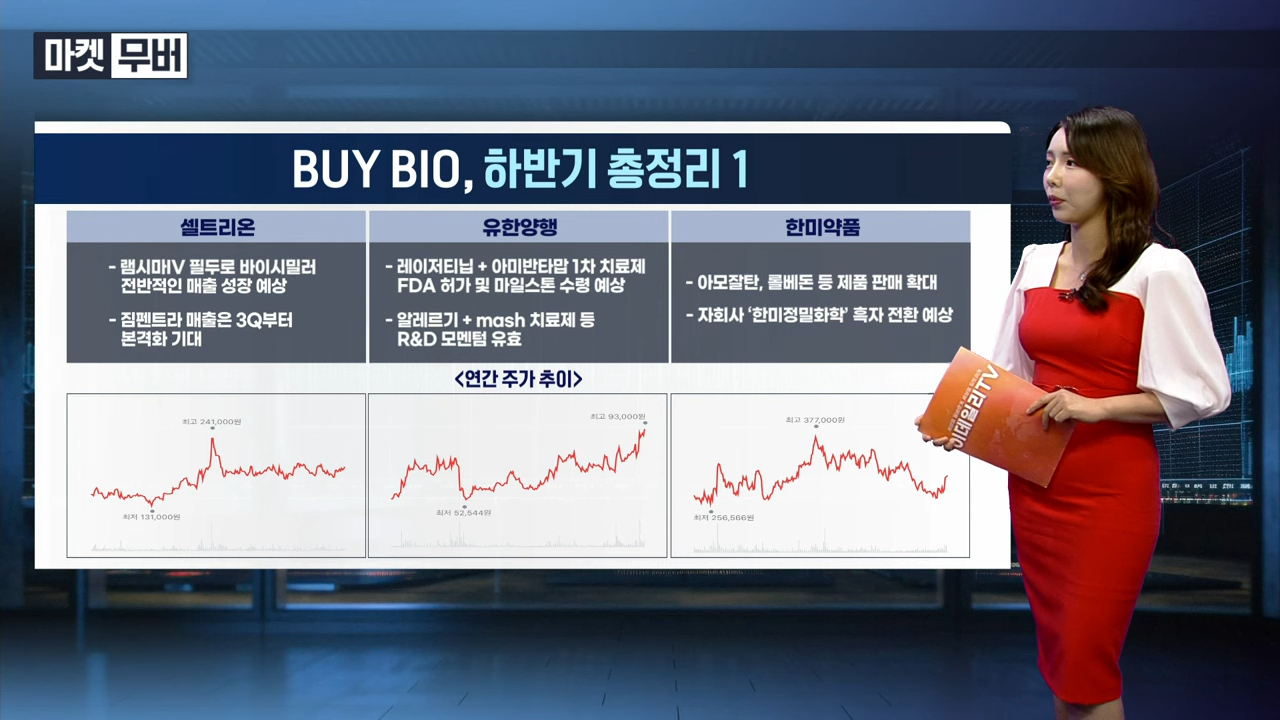 마켓무버
BUY BIO, 하반기 총정리 1
셀트리온
- 램시마IV 필두로 바이시밀러
전반적인 매출 성장 예상
- 짐펜트라 매출은 3Q부터
본격화 기대
유한양행
- 레이저티닙 + 아미반타맙 1차 치료제
FDA 허가 및 마일스톤 수령 예상
- 알레르기 + mash 치료제 등
R&D 모멘텀 유효
한미약품
- 아모잘탄, 롤베돈 등 제품 판매 확대
- 자회사 ‘한미정밀화학’ 흑자 전환 예상
<연간 주가 추이>
최고 241,000원
최저 131,000원
최고 93,000원
최저 52,544원
최고 377,000원
최저 256,566원
이데일리TV